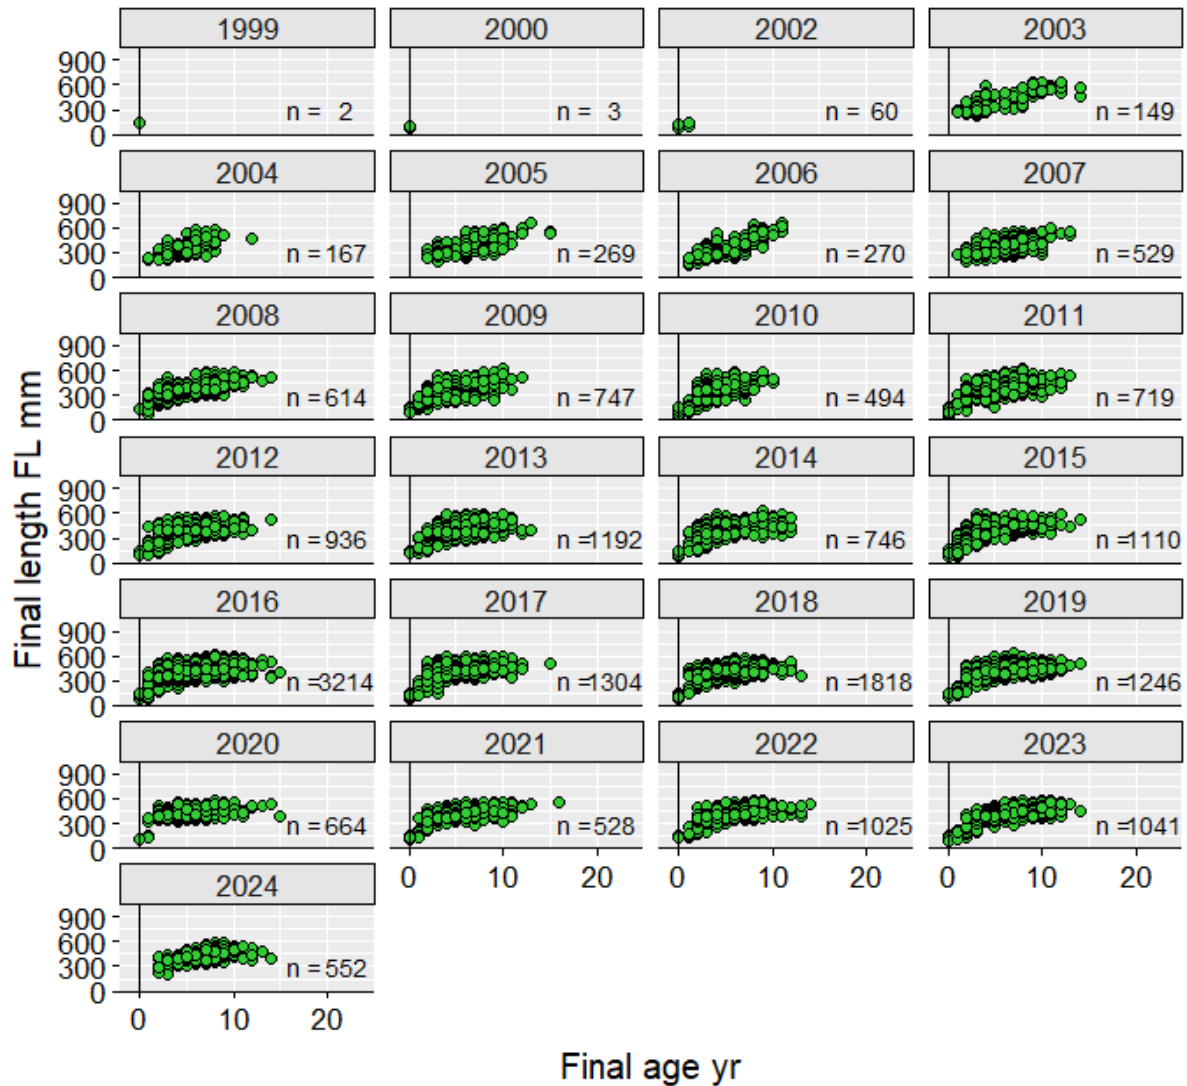 1999 2000 2002 2003
900
600
300
0
n = 2 n = 3 n = 60 n = 149
2004 2005 2006 2007
900
600
300
0
n = 167 n = 269 n = 270 n = 529
2008 2009 2010 2011
900
600
300
0
n = 614 n = 747 n = 494 n = 719
2012 2013 2014 2015
900
600
300
0
n = 936 n =1192 n = 746 n =1110
2016 2017 2018 2019
900
600
300
0
n =3214 n =1304 n =1818 n =1246
2020 2021 2022 2023
900
600
300
0
n = 664 n = 528 n =1025 n =1041
0 10 20 0 10 20 0 10 20
2024
900
600
300
0
n = 552
0 10 20
Final length FL mm
Final age yr